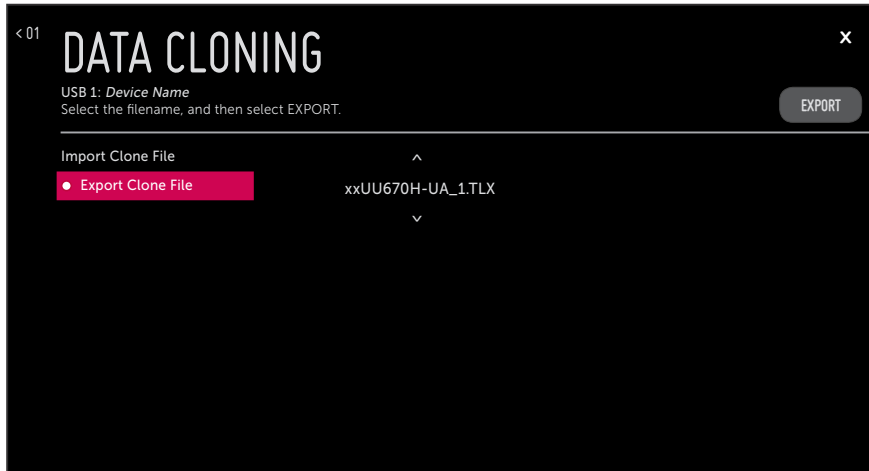 < 01
DATA CLONING
X
USB 1: Device Name
Select the filename, and then select EXPORT.
EXPORT
Import Clone File
Export Clone File
xxUU670H-UA_1.TLX